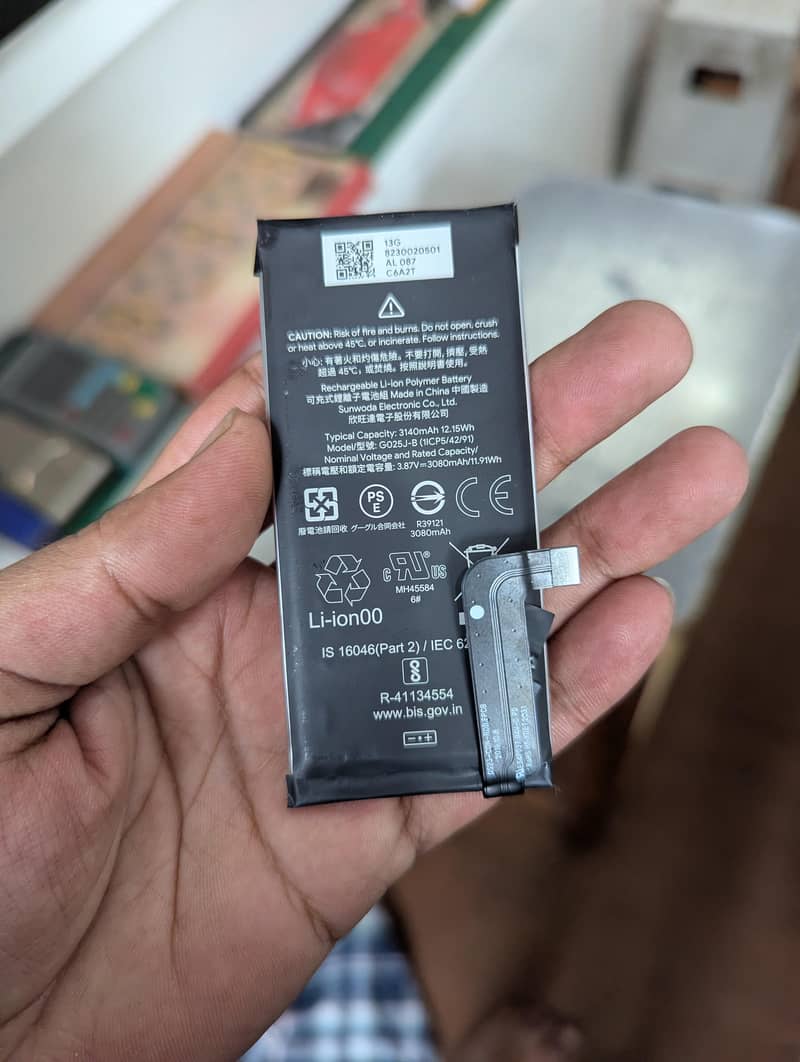 13G
8230020501
AL 087
C6A2T
CAUTION: Risk of fire and burns. Do not open, crush
or heat above 45℃, or incinerate. Follow instructions.
小心: 有著火和灼傷危險。不要打開, 擠壓, 受熱
超過 45℃, 或焚燒。按照說明書使用。
Rechargeable Li-ion Polymer Battery
可充式鋰離子電池組 Made in China 中國製造
Sunwoda Electronic Co., Ltd.
欣旺達電子股份有限公司
Typical Capacity: 3140mAh 12.15Wh
Model/型號: G025J-B (1ICP5/42/91)
Nominal Voltage and Rated Capacity/
標稱電壓和額定電容量: 3.87V=3080mAh/11.91Wh
PS
E
CE
廢電池請回收
グーグル合同会社
R39121
3080mAh
c RU® US
MH45584
6#
Li-ion00
IS 16046(Part 2) / IEC 62
R-41134554
www.bis.gov.in